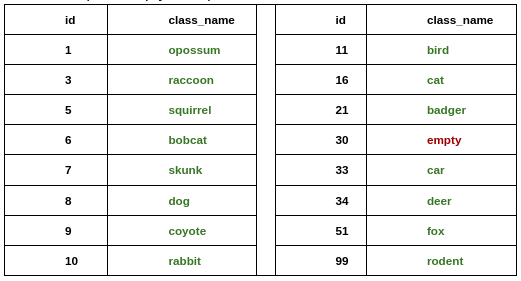 id class_name id class_name
1 opossum 11 bird
3 raccoon 16 cat
5 squirrel 21 badger
6 bobcat 30 empty
7 skunk 33 car
8 dog 34 deer
9 coyote 51 fox
10 rabbit 99 rodent